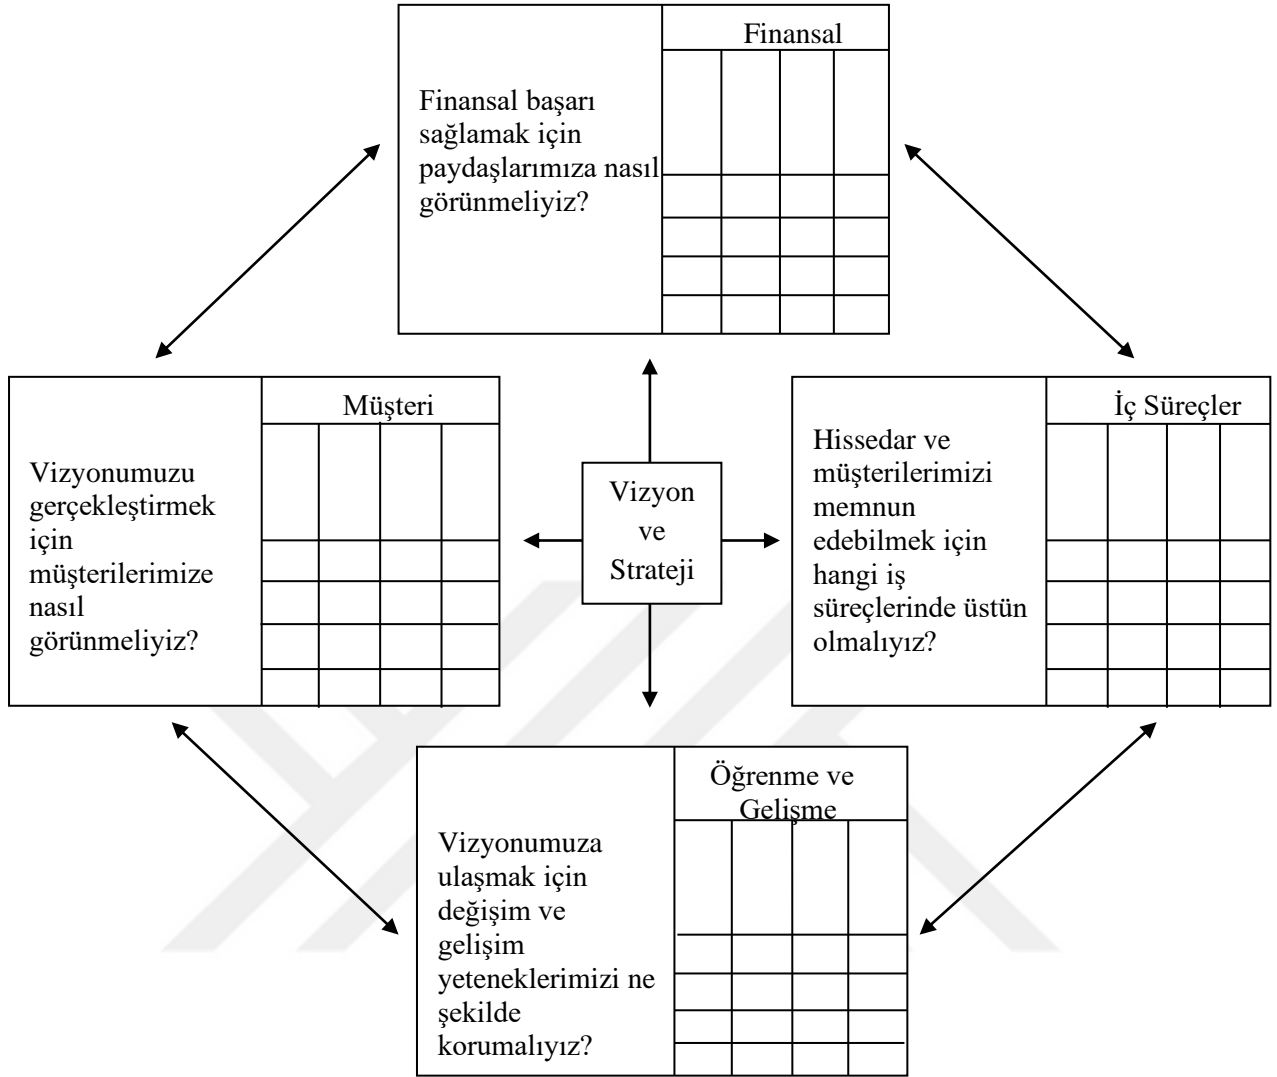 Finansal
Finansal başarı
sağlamak için
paydaşlarımıza nasıl
görünmeliyiz?
Müşteri
Vizyonumuzu
gerçekleştirmek
için
müşterilerimize
nasıl
görünmeliyiz?
Vizyon
ve
Strateji
İç Süreçler
Hissedar ve
müşterilerimizi
memnun
edebilmek için
hangi iş
süreçlerinde üstün
olmalıyız?
Öğrenme ve
Gelişme
Vizyonumuza
ulaşmak için
değişim ve
gelişim
yeteneklerimizi ne
şekilde
korumalıyız?